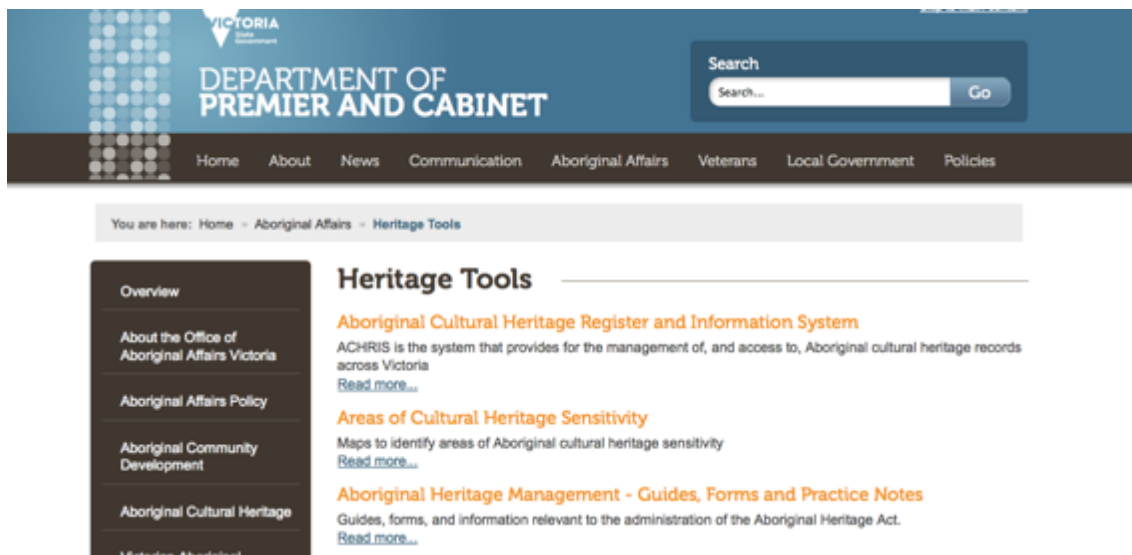 VICTORIA
State
Government
DEPARTMENT OF
PREMIER AND CABINET
Search
Search...
Go
Home About News Communication Aboriginal Affairs Veterans Local Government Policies
You are here: Home » Aboriginal Affairs » Heritage Tools
Overview
About the Office of
Aboriginal Affairs Victoria
Aboriginal Affairs Policy
Aboriginal Community
Development
Aboriginal Cultural Heritage
Victorian Aboriginal
Heritage Tools
Aboriginal Cultural Heritage Register and Information System
ACHRIS is the system that provides for the management of, and access to, Aboriginal cultural heritage records
across Victoria
Read more...
Areas of Cultural Heritage Sensitivity
Maps to identify areas of Aboriginal cultural heritage sensitivity
Read more...
Aboriginal Heritage Management - Guides, Forms and Practice Notes
Guides, forms, and information relevant to the administration of the Aboriginal Heritage Act.
Read more...